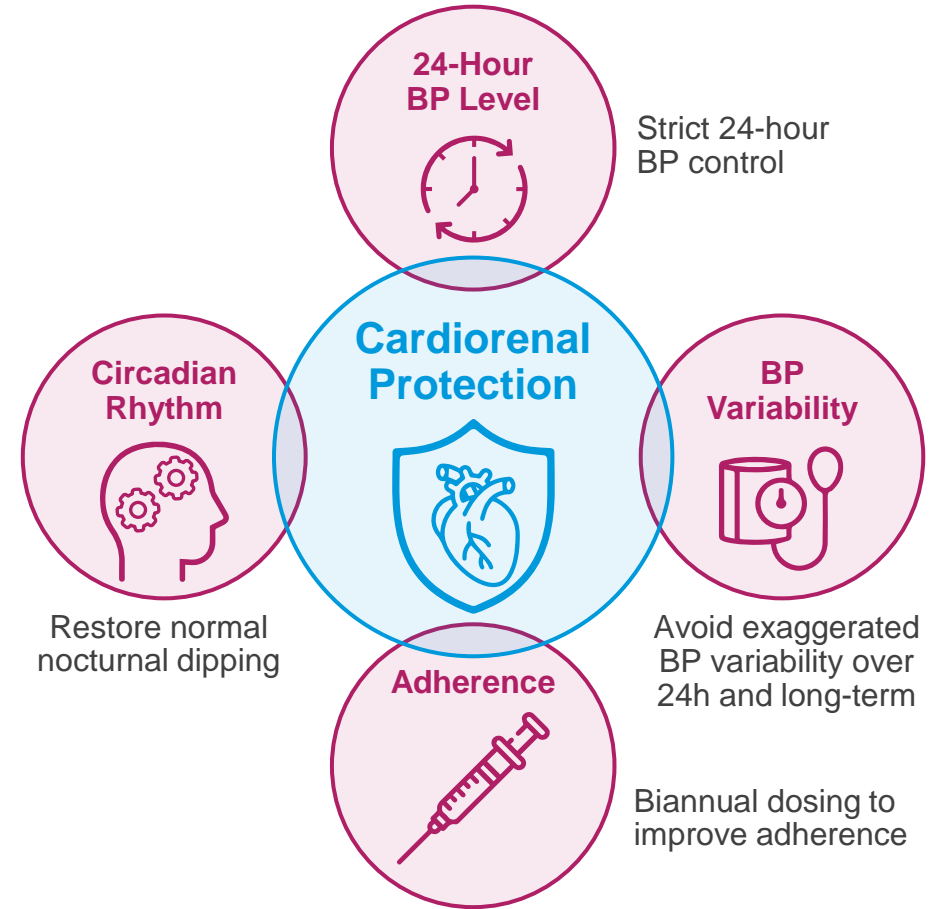 24-Hour
BP Level
Strict 24-hour
BP control
Cardiorenal
Protection
Circadian
Rhythm
Restore normal
nocturnal dipping
BP
Variability
Avoid exaggerated
BP variability over
24h and long-term
Adherence
Biannual dosing to
improve adherence